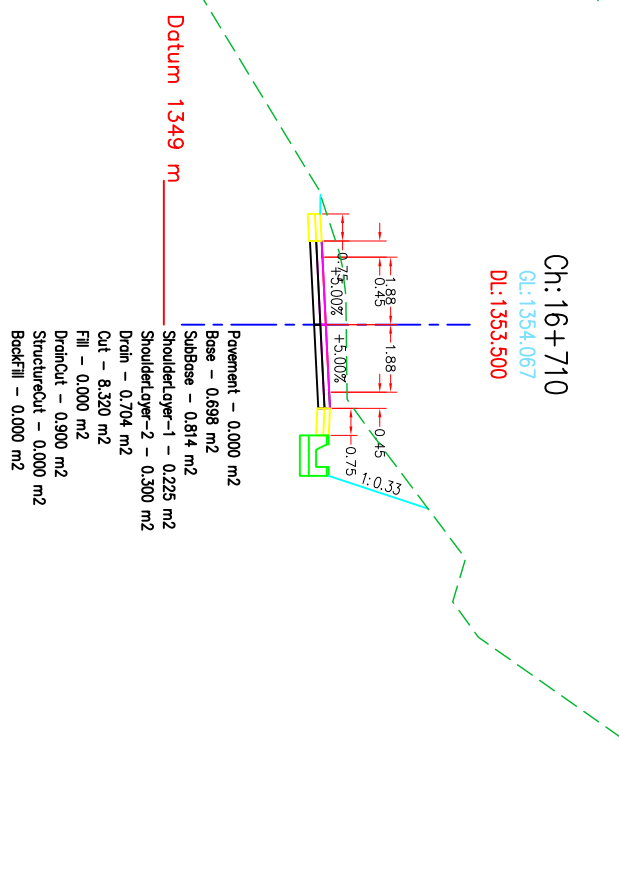 Ch:16+710
GL:1354.067
DL:1353.500
1.88
1.88
0.45
0.45
0.75
+5.00%
+5.00%
0.75
1:0.33
Datum 1349 m
Pavement - 0.000 m2
Base - 0.698 m2
SubBase - 0.814 m2
ShoulderLayer-1 - 0.225 m2
ShoulderLayer-2 - 0.300 m2
Drain - 0.704 m2
Cut - 8.320 m2
Fill - 0.000 m2
DrainCut - 0.900 m2
StructureCut - 0.000 m2
BackFill - 0.000 m2